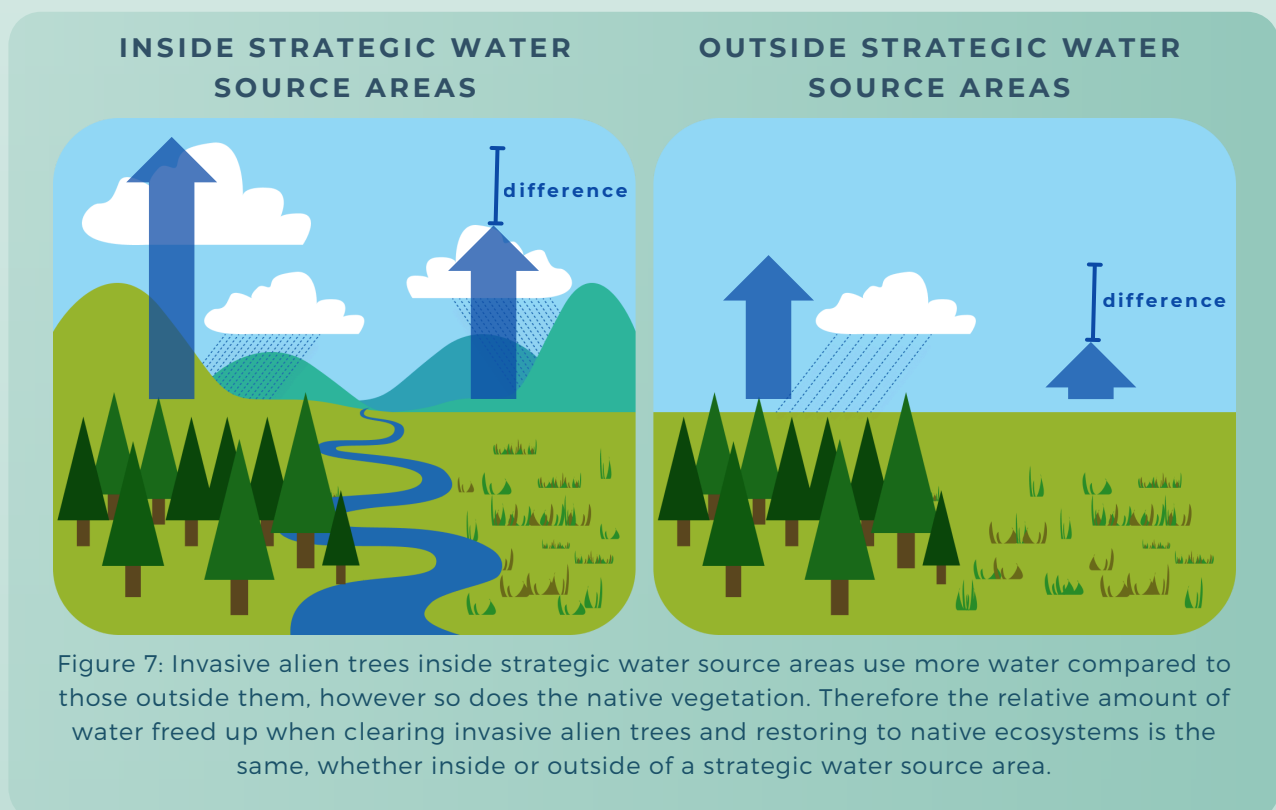 INSIDE STRATEGIC WATER
SOURCE AREAS
difference
OUTSIDE STRATEGIC WATER
SOURCE AREAS
difference
Figure 7: Invasive alien trees inside strategic water source areas use more water compared to
those outside them, however so does the native vegetation. Therefore the relative amount of
water freed up when clearing invasive alien trees and restoring to native ecosystems is the
same, whether inside or outside of a strategic water source area.